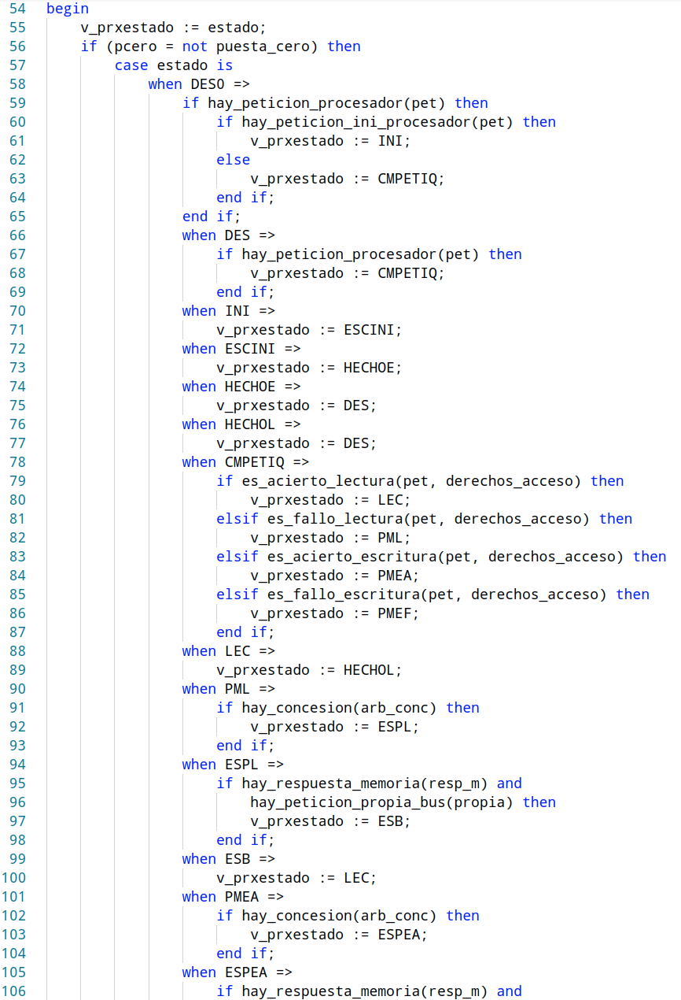 54 begin
55     v_prxestado := estado;
56     if (pcero = not puesta_cero) then
57         case estado is
58             when DES0 =>
59                 if hay_peticion_procesador(pet) then
60                     if hay_peticion_ini_procesador(pet) then
61                         v_prxestado := INI;
62                     else
63                         v_prxestado := CMPETIQ;
64                     end if;
65                 end if;
66                 when DES =>
67                     if hay_peticion_procesador(pet) then
68                         v_prxestado := CMPETIQ;
69                     end if;
70                 when INI =>
71                     v_prxestado := ESCINI;
72                 when ESCINI =>
73                     v_prxestado := HECHOE;
74                 when HECHOE =>
75                     v_prxestado := DES;
76                 when HECHOL =>
77                     v_prxestado := DES;
78                 when CMPETIQ =>
79                     if es_acierto_lectura(pet, derechos_acceso) then
80                         v_prxestado := LEC;
81                     elsif es_fallo_lectura(pet, derechos_acceso) then
82                         v_prxestado := PML;
83                     elsif es_acierto_escritura(pet, derechos_acceso) then
84                         v_prxestado := PMEA;
85                     elsif es_fallo_escritura(pet, derechos_acceso) then
86                         v_prxestado := PMEF;
87                     end if;
88                 when LEC =>
89                     v_prxestado := HECHOL;
90                 when PML =>
91                     if hay_concesion(arb_conc) then
92                         v_prxestado := ESPL;
93                     end if;
94                 when ESPL =>
95                     if hay_respuesta_memoria(resp_m) and
96                         hay_peticion_propia_bus(propia) then
97                         v_prxestado := ESB;
98                     end if;
99                 when ESB =>
100                     v_prxestado := LEC;
101                 when PMEA =>
102                     if hay_concesion(arb_conc) then
103                         v_prxestado := ESPEA;
104                     end if;
105                 when ESPEA =>
106                     if hay_respuesta_memoria(resp_m) and